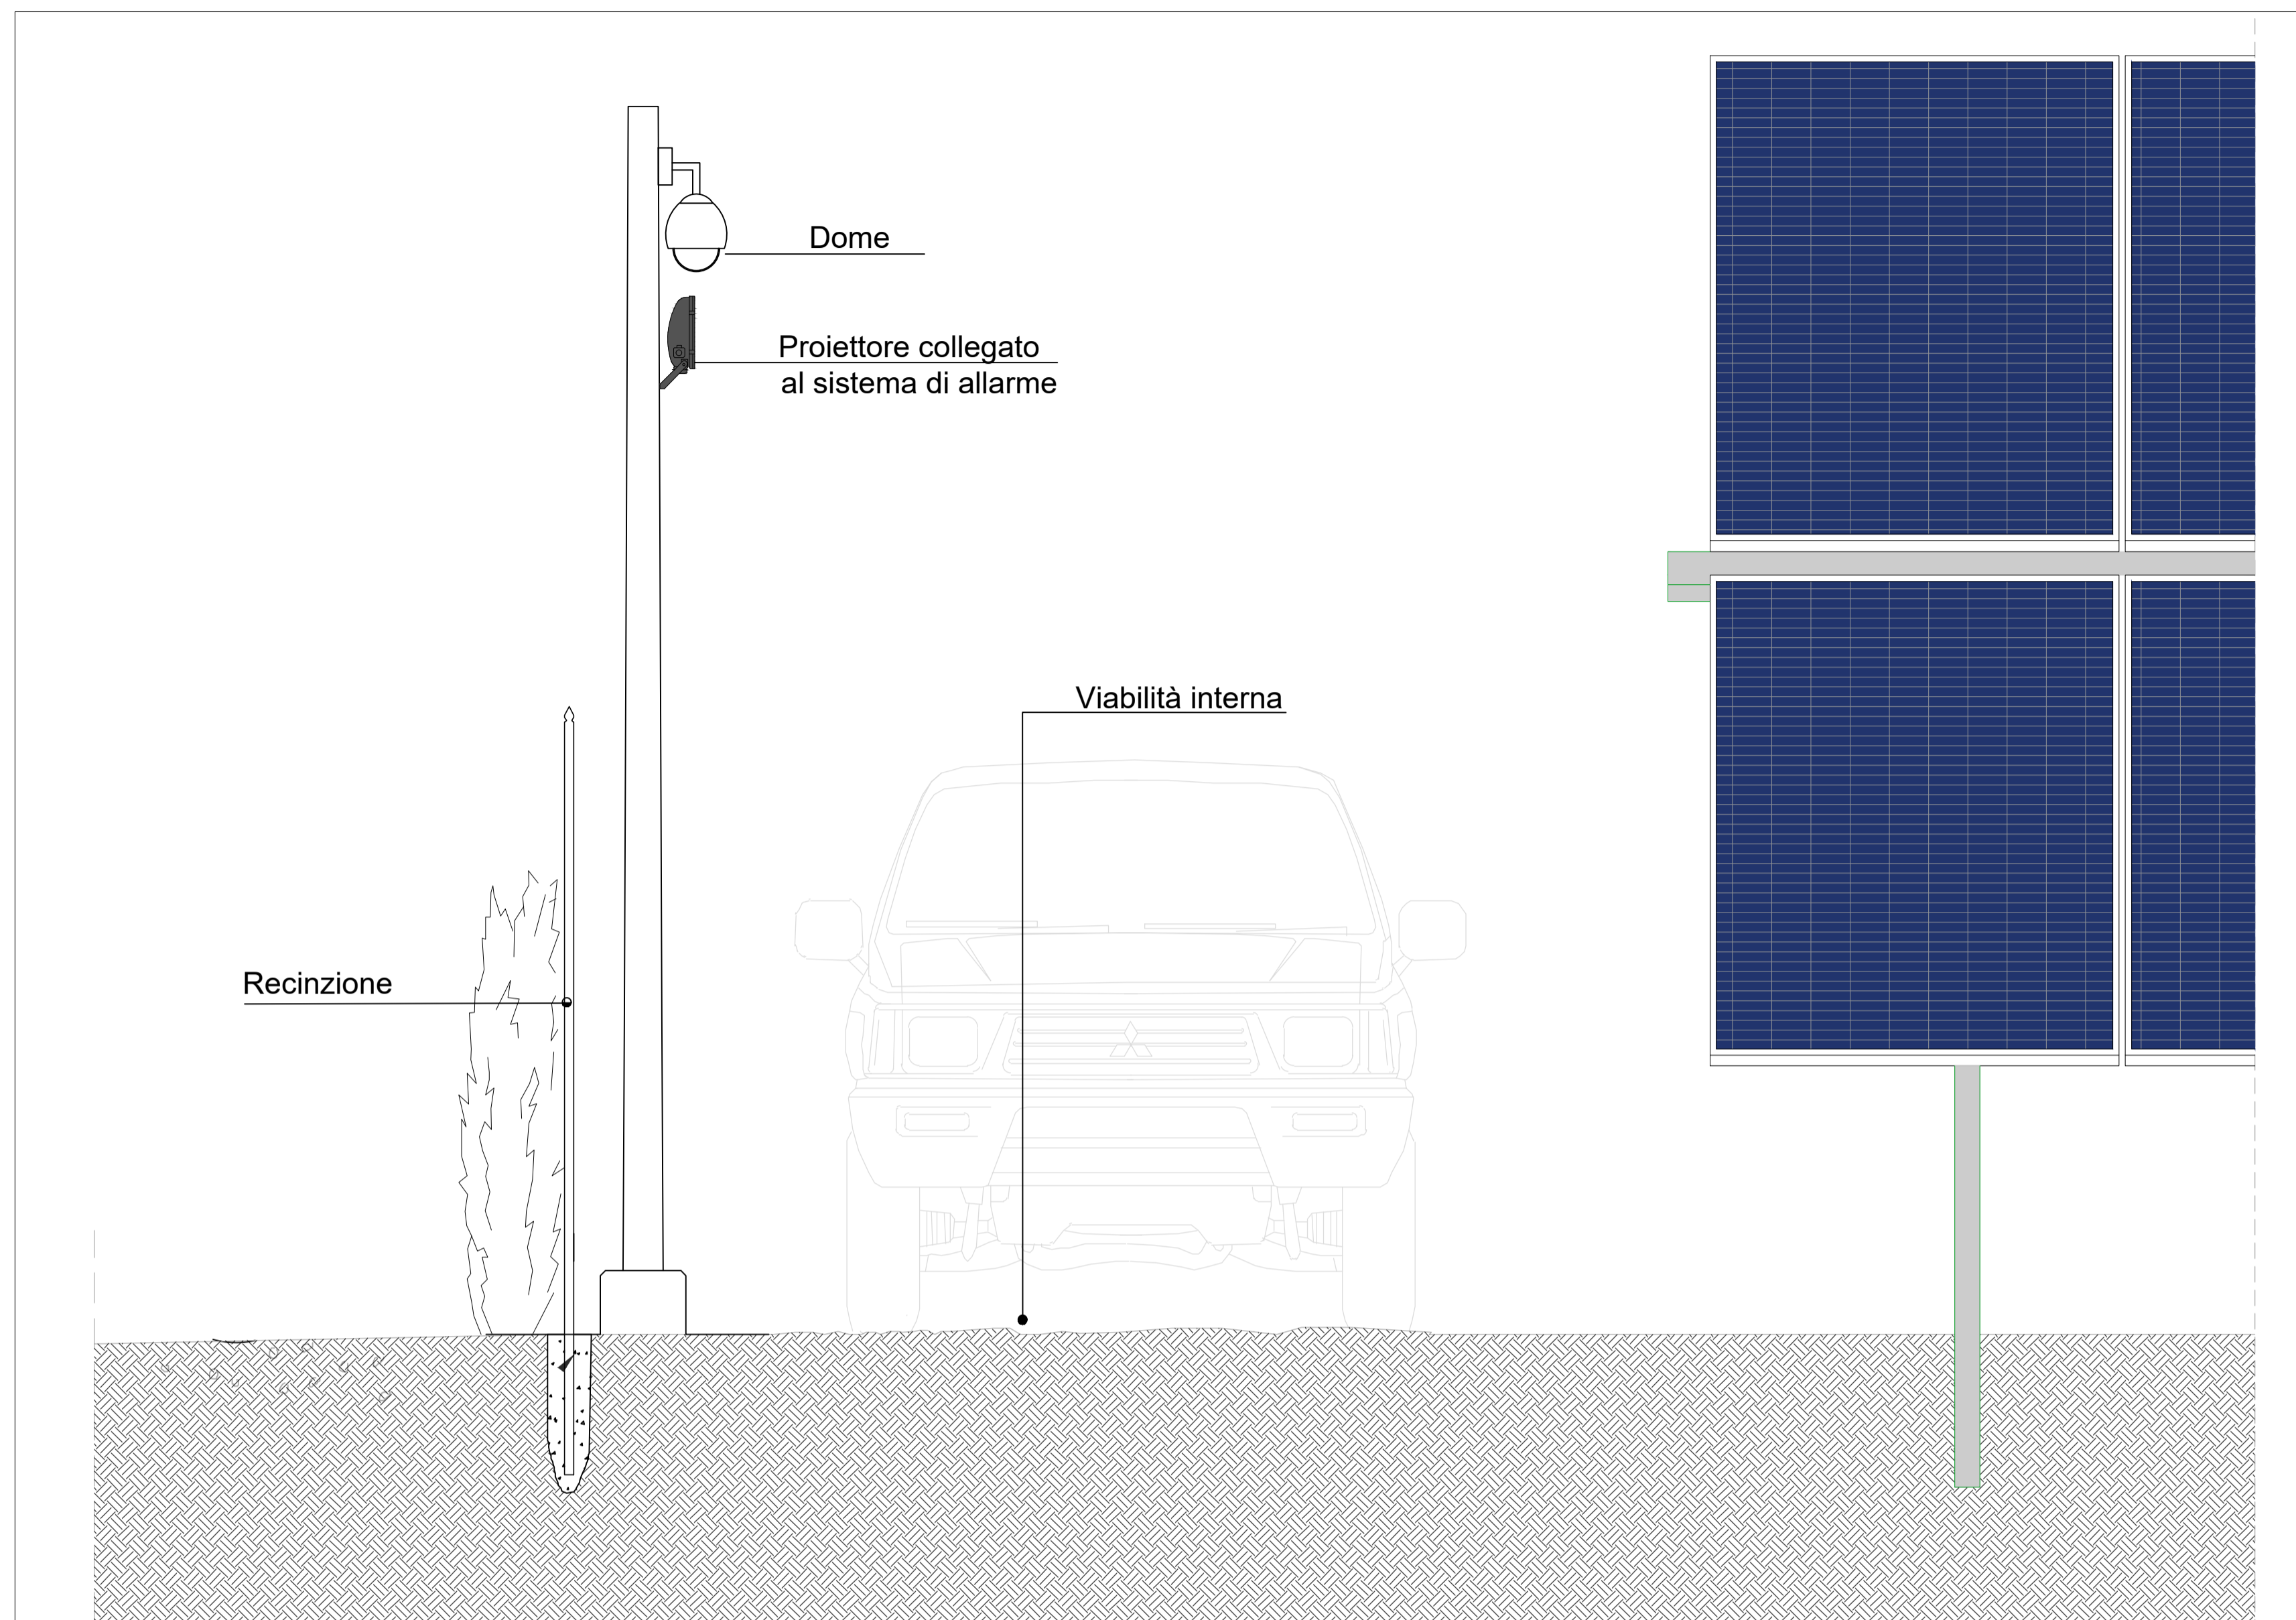 Dome
Proiettore collegato
al sistema di allarme
Viabilità interna
Recinzione